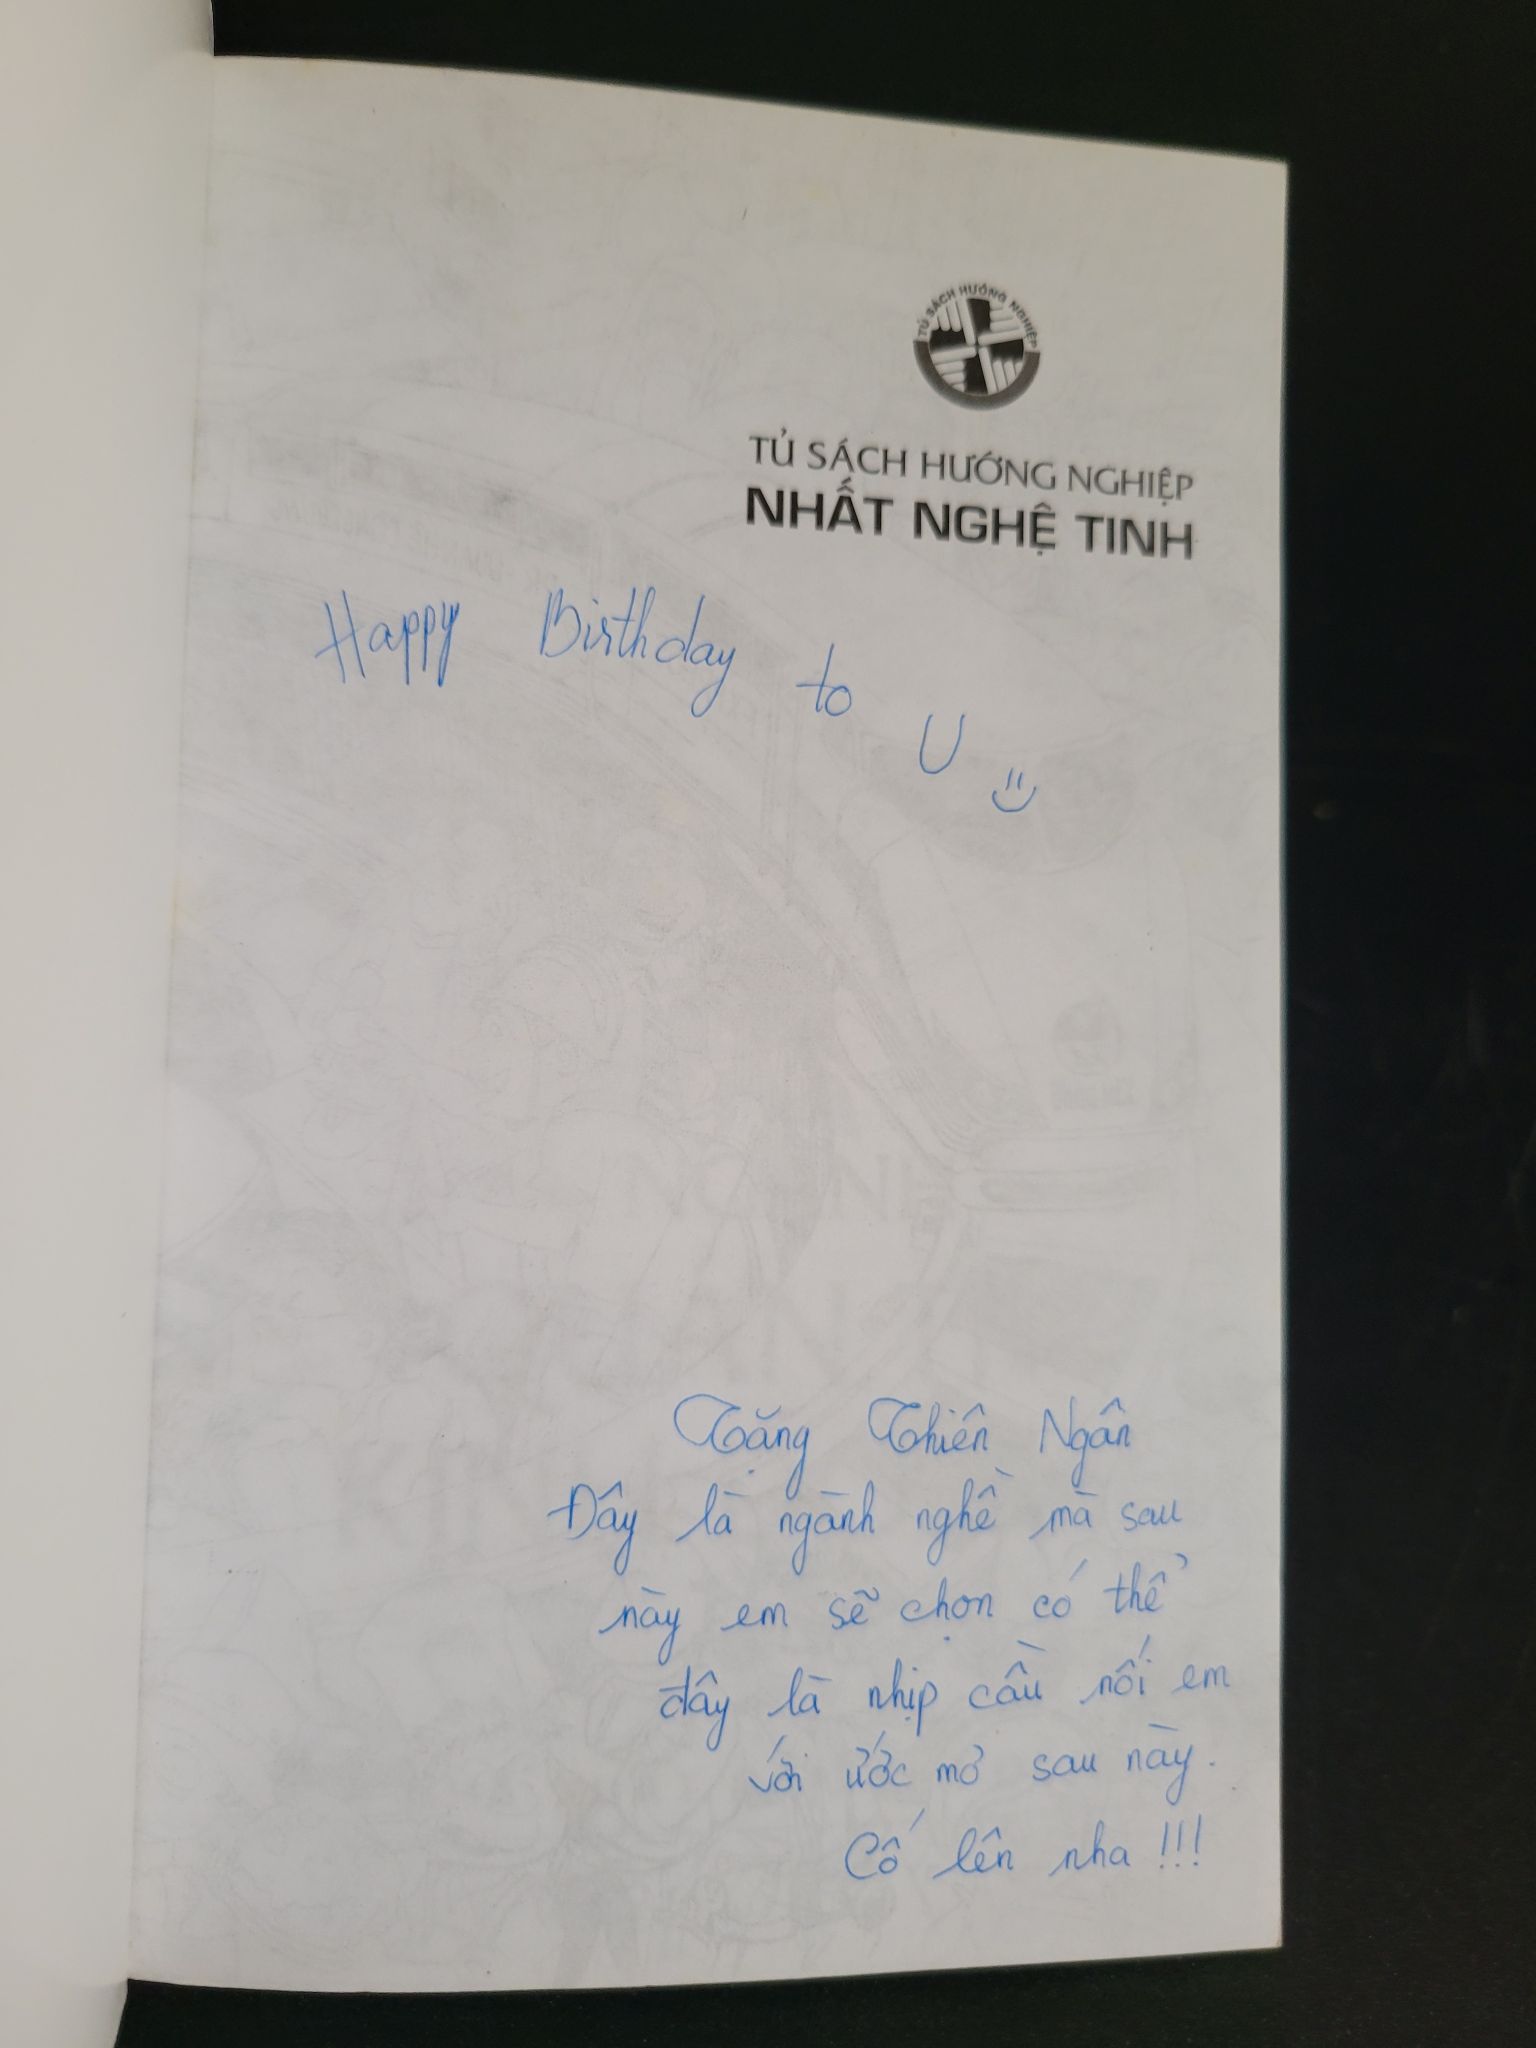 TỦ SÁCH HƯỚNG NGHIỆP
TỦ SÁCH HƯỚNG NGHIỆP
NHẤT NGHỆ TINH
Happy Birthday to U
Tặng Thiên Ngân
Đây là ngành nghề mà sau
này em sẽ chọn có thể
đây là nhịp cầu nối em
với ước mơ sau này.
Cố lên nha !!!